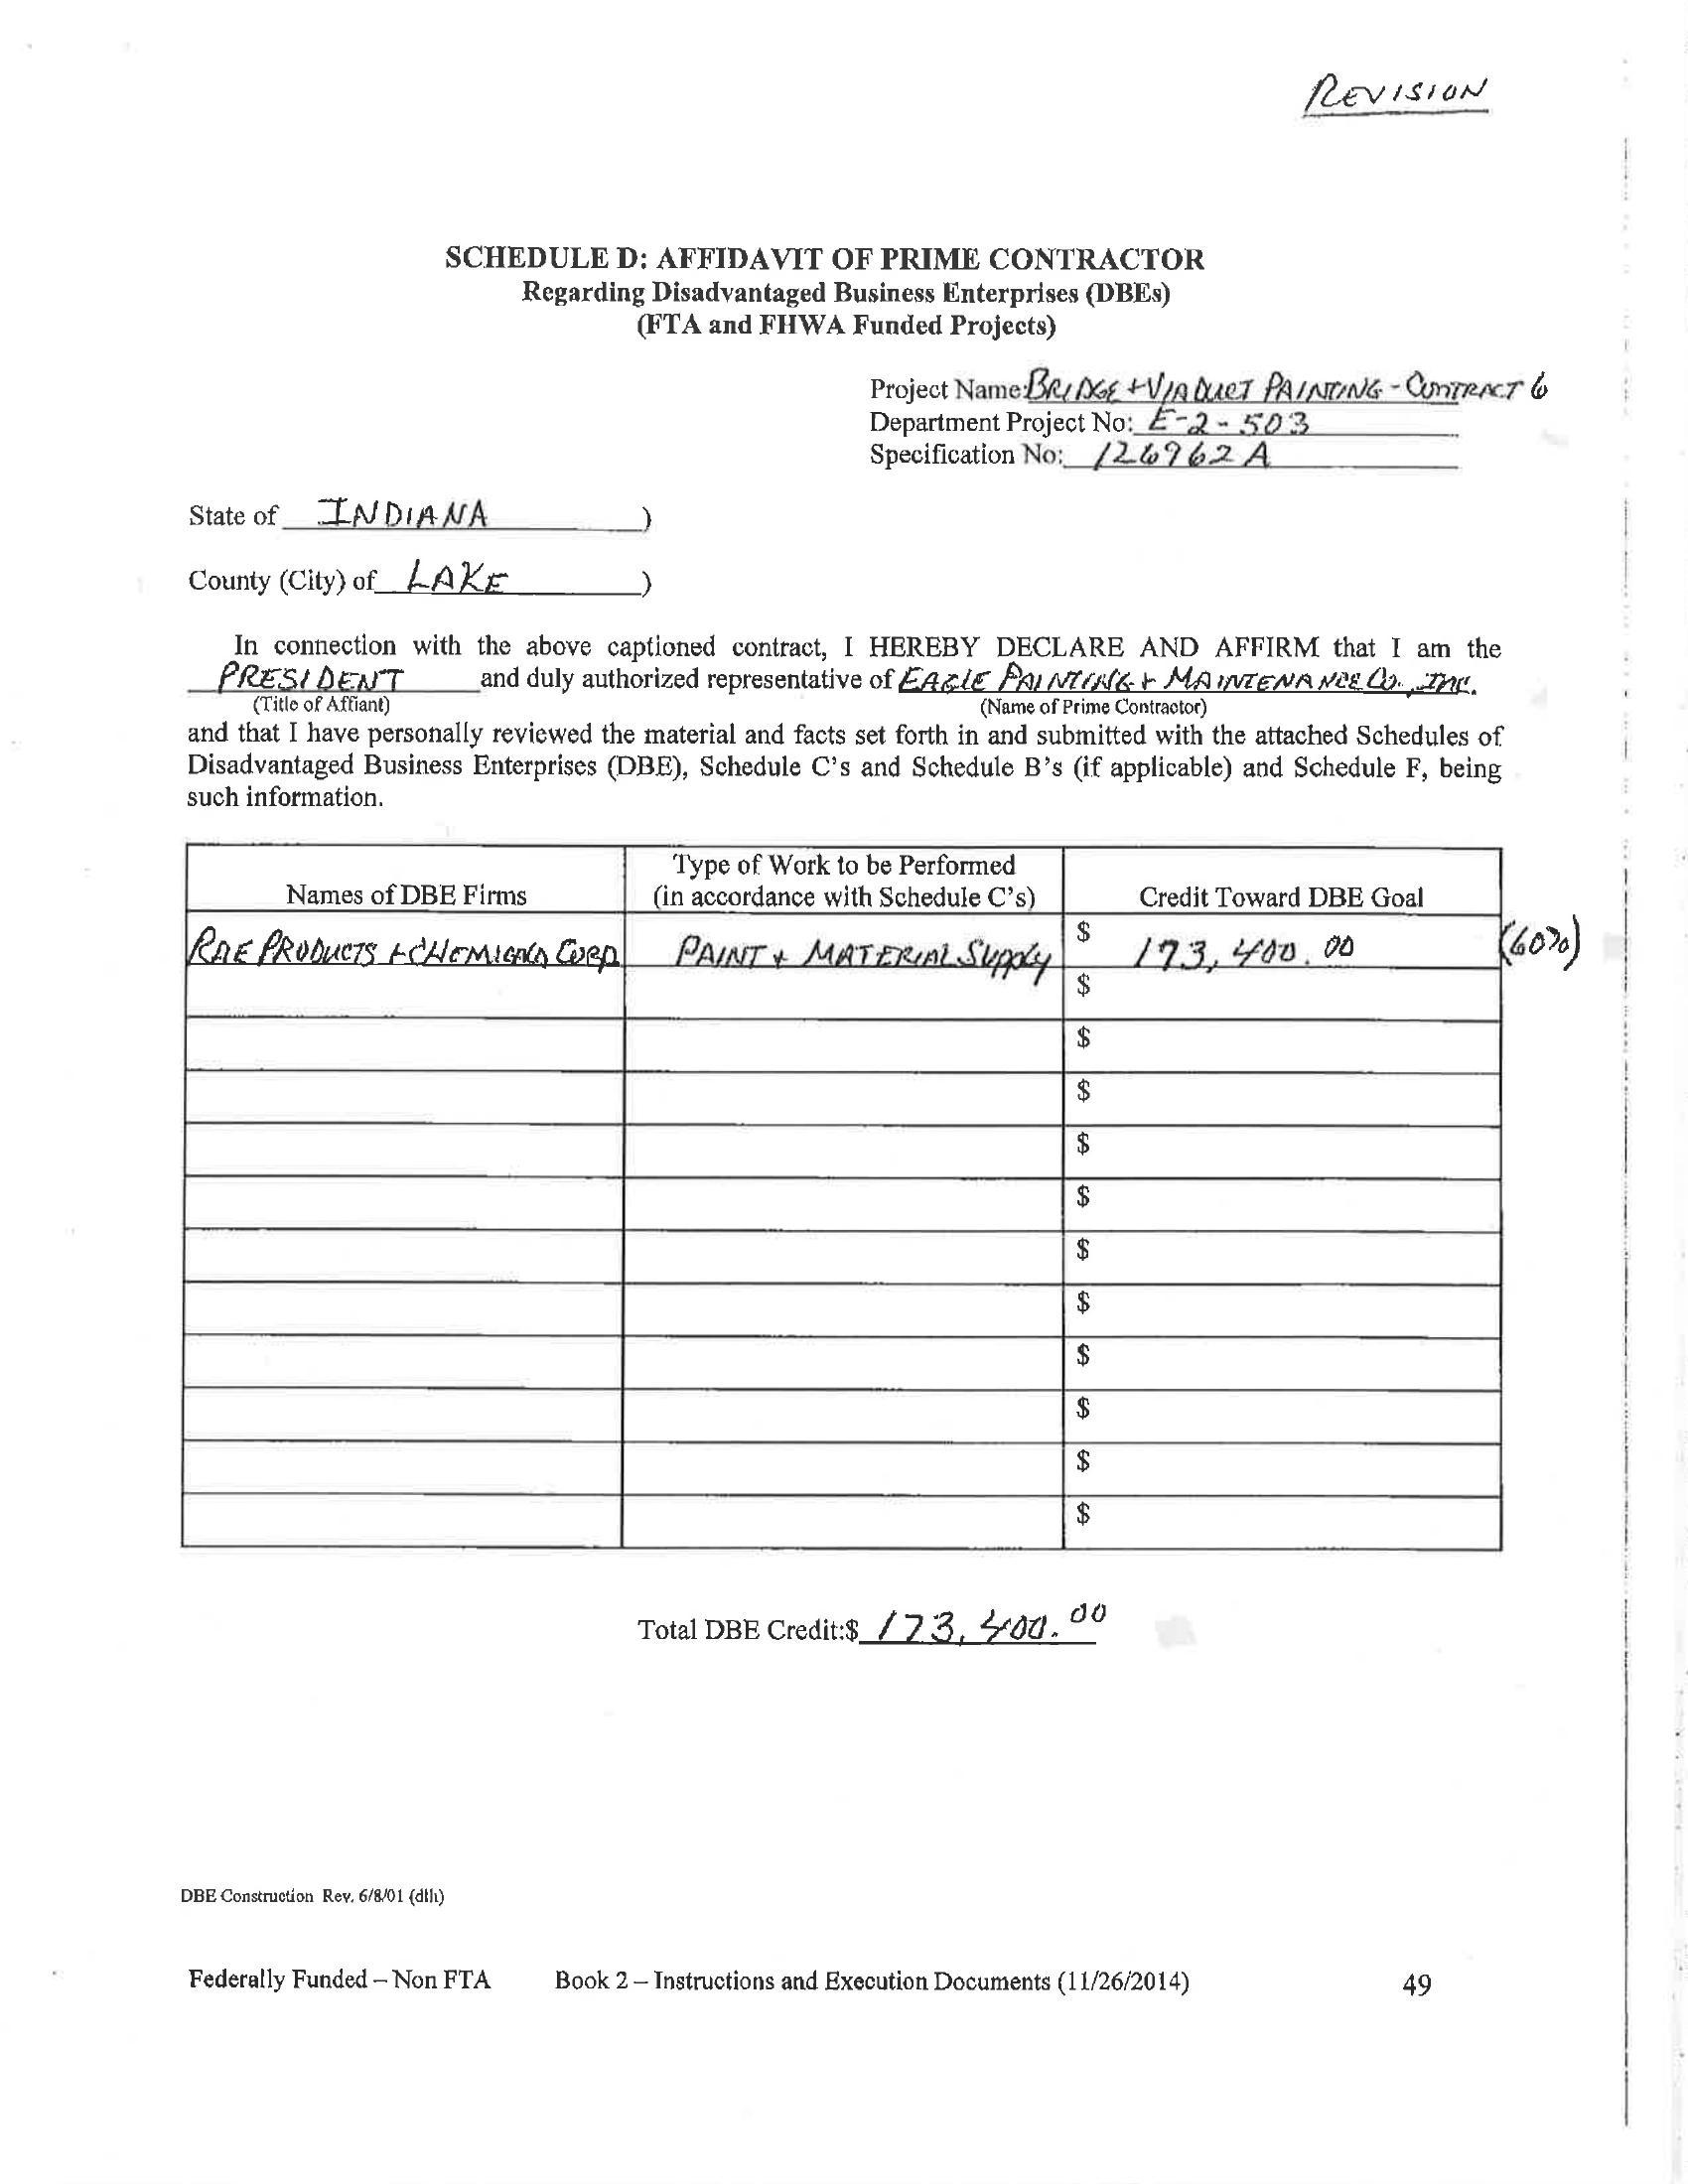 REVISION
SCHEDULE D: AFFIDAVIT OF PRIME CONTRACTOR
Regarding Disadvantaged Business Enterprises (DBEs)
(FTA and FHWA Funded Projects)
Project Name: BRIDGE + VIADUCT PAINTING - CONTRACT 6
Department Project No: E-2-503
Specification No: 126962 A
State of INDIANA )
County (City) of LAKE )
In connection with the above captioned contract, I HEREBY DECLARE AND AFFIRM that I am the
PRESIDENT and duly authorized representative of EAGLE PAINTING & MAINTENANCE CO., INC.
(Title of Affiant) (Name of Prime Contractor)
and that I have personally reviewed the material and facts set forth in and submitted with the attached Schedules of
Disadvantaged Business Enterprises (DBE), Schedule C's and Schedule B's (if applicable) and Schedule F, being
such information.
Names of DBE Firms Type of Work to be Performed (in accordance with Schedule C's) Credit Toward DBE Goal
RAE PRODUCTS + CHEMICALS CORP. PAINT + MATERIAL SUPPLY $ 173,400.00 (60%)
$
$
$
$
$
$
$
$
$
$
$
Total DBE Credit:$ 173,400.00
DBE Construction Rev. 6/8/01 (dlh)
Federally Funded – Non FTA Book 2 – Instructions and Execution Documents (11/26/2014) 49